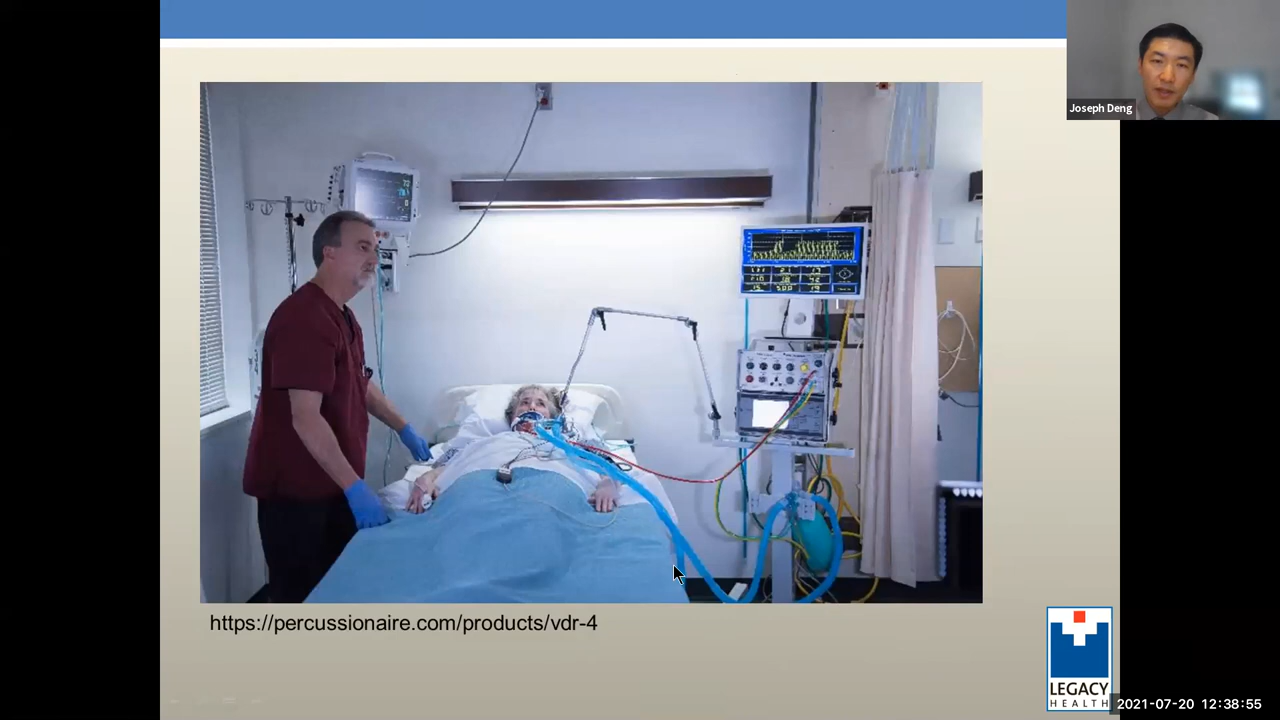 Joseph Deng
https://percussionaire.com/products/vdr-4
LEGACY
HEALTH
2021-07-20 12:38:55